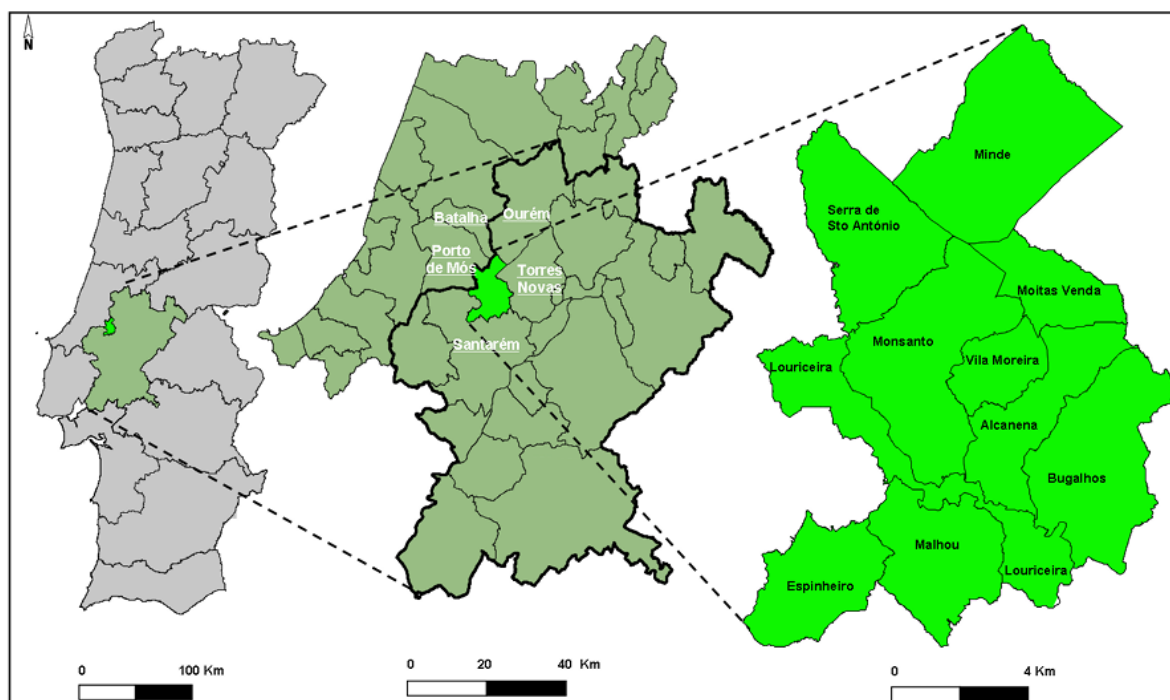 N
Batalha
Ourém
Porto
de Mós
Torres
Novas
Santarém
Minde
Serra de
Sto António
Moitas Venda
Monsanto
Vila Moreira
Louriceira
Alcanena
Bugalhos
Malhou
Louriceira
Espinheiro
0 100 Km
0 20 40 Km
0 4 Km